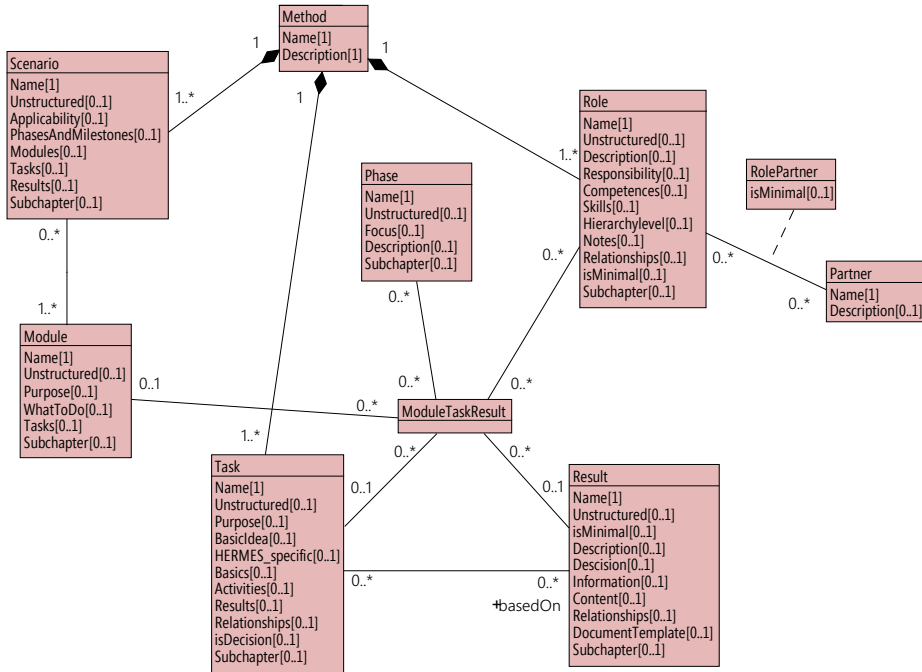 Method
Name[1]
Description[1]
1
1
1
Scenario
Name[1]
Unstructured[0..1]
Applicability[0..1]
PhasesAndMilestones[0..1]
Modules[0..1]
Tasks[0..1]
Results[0..1]
Subchapter[0..1]
1..*
0..*
1..*
Role
Name[1]
Unstructured[0..1]
Description[0..1]
Responsibility[0..1]
Competences[0..1]
Skills[0..1]
Hierarchylevel[0..1]
Notes[0..1]
Relationships[0..1]
isMinimal[0..1]
Subchapter[0..1]
1..*
0..*
0..*
RolePartner
isMinimal[0..1]
Partner
Name[1]
Description[0..1]
0..*
Phase
Name[1]
Unstructured[0..1]
Focus[0..1]
Description[0..1]
Subchapter[0..1]
0..*
Module
Name[1]
Unstructured[0..1]
Purpose[0..1]
WhatToDo[0..1]
Tasks[0..1]
Subchapter[0..1]
0..1
0..*
0..*
0..*
ModuleTaskResult
0..*
0..*
1..*
Task
Name[1]
Unstructured[0..1]
Purpose[0..1]
BasicIdea[0..1]
HERMES_specific[0..1]
Basics[0..1]
Activities[0..1]
Results[0..1]
Relationships[0..1]
isDecision[0..1]
Subchapter[0..1]
0..1
0..*
0..1
0..*
+basedOn
Result
Name[1]
Unstructured[0..1]
isMinimal[0..1]
Description[0..1]
Descision[0..1]
Information[0..1]
Content[0..1]
Relationships[0..1]
DocumentTemplate[0..1]
Subchapter[0..1]